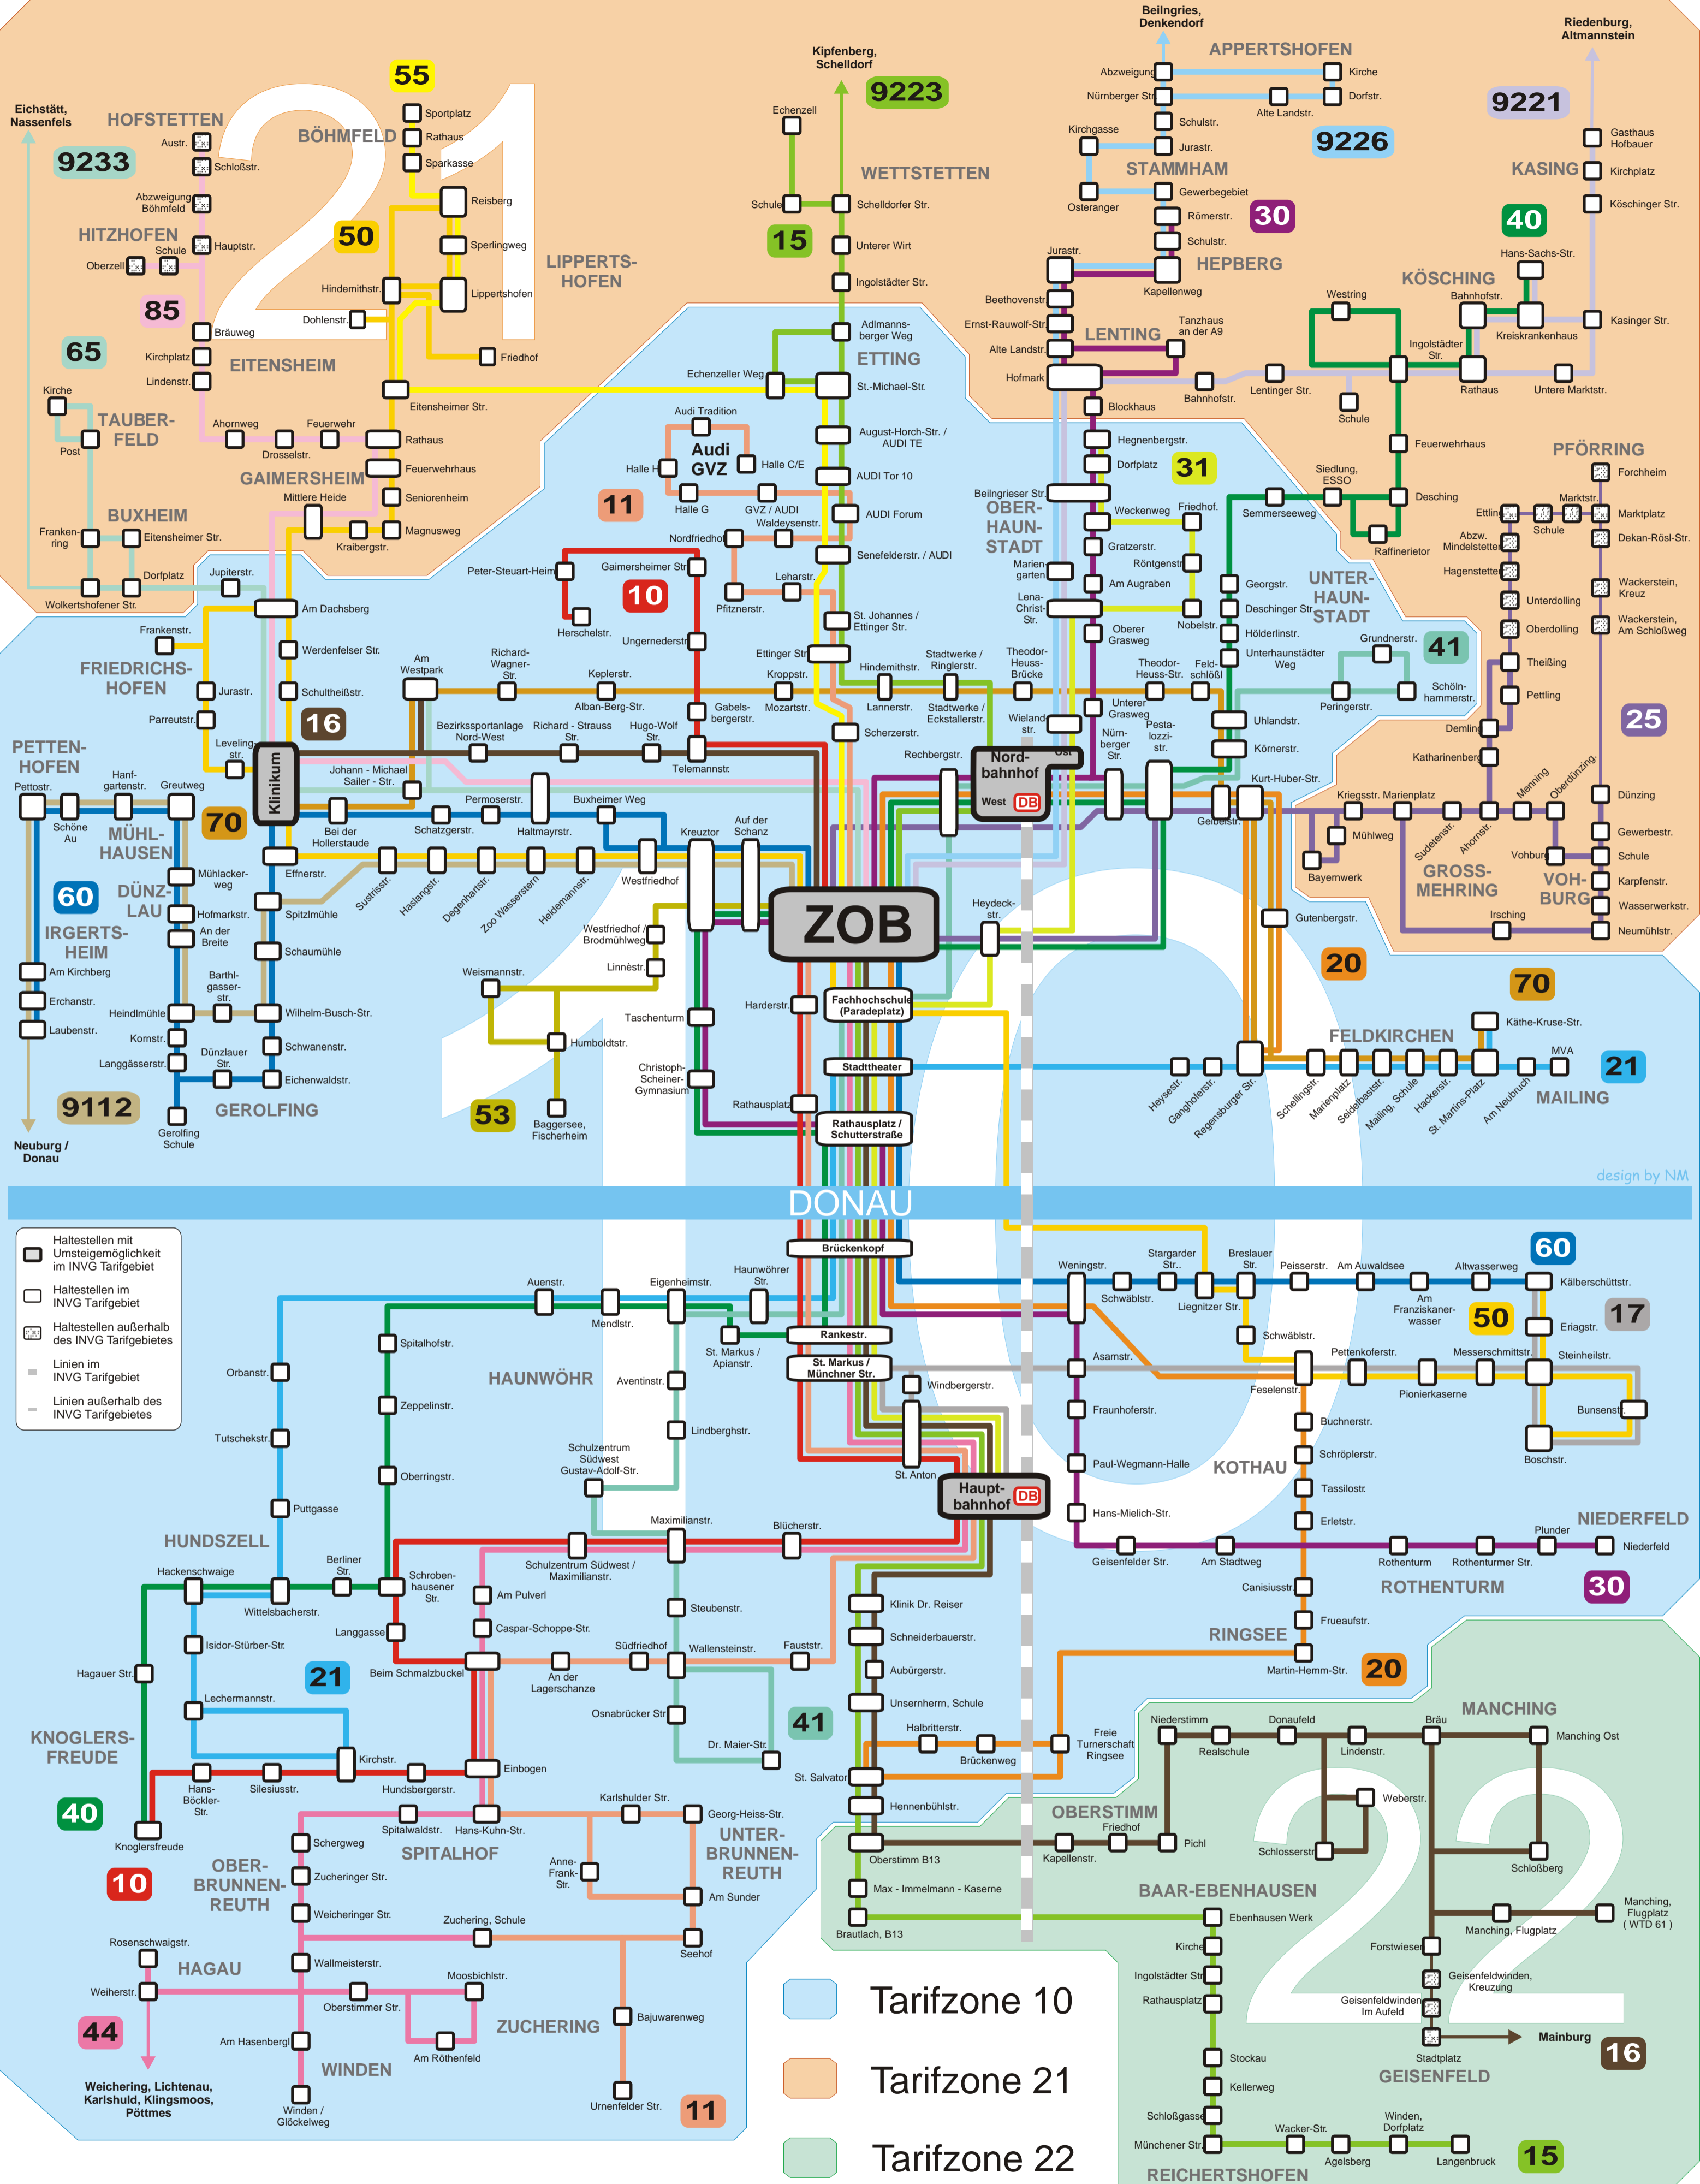 Beilngries,
Denkendorf
Riedenburg,
Altmannstein
Kipfenberg,
Schelldorf
Eichstätt,
Nassenfels
55
9223
9221
9226
9233
21
HOFSTETTEN
Austr.
Schloßstr.
Abzweigung
Böhmfeld
HITZHOFEN
Schule
Hauptstr.
Oberzell
85
Bräuweg
Kirchplatz
EITENSHEIM
Lindenstr.
65
Kirche
TAUBER-
FELD
Post
Ahornweg
Feuerwehr
Drosselstr.
Rathaus
Feuerwehrhaus
GAIMERSHEIM
Seniorenheim
Mittlere Heide
Magnusweg
Kraibergstr.
BUXHEIM
Franken-
ring
Eitensheimer Str.
Dorfplatz
Wolkertshofener Str.
Jupiterstr.
BÖHMFELD
Sportplatz
Rathaus
Sparkasse
Reisberg
50
Sperlingweg
LIPPERTS-
HOFEN
Hindemithstr.
Lippertshofen
Dohlenstr.
Friedhof
Eitensheimer Str.
Echenzell
WETTSTETTEN
Schule
Schelldorfer Str.
15
Unterer Wirt
Ingolstädter Str.
Adlmanns-
berger Weg
ETTING
Echenzeller Weg
St.-Michael-Str.
August-Horch-Str. /
AUDI TE
AUDI Tor 10
AUDI Forum
Senefelderstr. / AUDI
Audi Tradition
Audi
GVZ
Halle H
Halle C/E
Halle G
GVZ / AUDI
11
Waldeysenstr.
Nordfriedhof
Leharstr.
Pfitznerstr.
St. Johannes /
Ettinger Str.
Ettinger Str.
Peter-Steuart-Heim
Gaimersheimer Str.
10
Herschelstr.
Ungernederstr.
APPERTSHOFEN
Abzweigung
Kirche
Nürnberger Str.
Dorfstr.
Alte Landstr.
Schulstr.
Kirchgasse
Jurastr.
STAMMHAM
Gewerbegebiet
Osteranger
30
Römerstr.
Schulstr.
HEPBERG
Kapellenweg
Jurastr.
Beethovenstr.
Ernst-Rauwolf-Str.
LENTING
Tanzhaus
an der A9
Alte Landstr.
Hofmark
Bahnhofstr.
Blockhaus
Lentinger Str.
Schule
Westring
KASING
Gasthaus
Hofbauer
Kirchplatz
Köschinger Str.
40
Hans-Sachs-Str.
KÖSCHING
Bahnhofstr.
Kreiskrankenhaus
Kasinger Str.
Ingolstädter
Str.
Rathaus
Untere Marktstr.
Feuerwehrhaus
Siedlung,
ESSO
Desching
Semmerseeweg
Raffinerietor
Hegnenbergstr.
Dorfplatz
31
Beilngrieser Str.
OBER-
HAUN-
STADT
Weckenweg
Friedhof.
Gratzerstr.
Röntgenstr.
Marien-
garten
Am Augraben
Lena-
Christ-
Str.
Nobelstr.
Oberer
Grasweg
Georgstr.
Deschinger Str.
Hölderlinstr.
Unterhaunstädter
Weg
UNTER-
HAUN-
STADT
Grundnerstr.
41
Schöln-
hammerstr.
Peringerstr.
Uhlandstr.
Körnerstr.
Kurt-Huber-Str.
PFÖRRING
Forchheim
Marktstr.
Ettling
Schule
Marktplatz
Abzw.
Mindelstetten
Dekan-Rösl-Str.
Hagenstetten
Wackerstein,
Kreuz
Unterdolling
Oberdolling
Wackerstein,
Am Schloßweg
Theißing
Pettling
25
Demling
Katharinenberg
Kriegsstr.
Marienplatz
Menning
Oberdünzing.
Dünzing
Mühlweg
Bayernwerk
Sudetenstr.
Ahornstr.
Gewerbestr.
Vohburg
Schule
GROSS-
MEHRING
VOH-
BURG
Karpfenstr.
Wasserwerkstr.
Irsching
Neumühlstr.
Am Dachsberg
Frankenstr.
FRIEDRICHS-
HOFEN
Werdenfelser Str.
Jurastr.
Schultheißstr.
Parreutstr.
16
Leveling-
str.
Klinikum
Am
Westpark
Richard-
Wagner-
Str.
Keplerstr.
Alban-Berg-Str.
Gabels-
bergerstr.
Kroppstr.
Mozartstr.
Hindemithstr.
Lannerstr.
Stadtwerke /
Ringlerstr.
Stadtwerke /
Eckstallerstr.
Theodor-
Heuss-
Brücke
Theodor-
Heuss-Str.
Feld-
schlößl
Unterer
Grasweg
Wieland-
str.
Nürn-
berger
Str.
Pesta-
lozzi-
str.
Bezirkssportanlage
Nord-West
Richard - Strauss
Str.
Hugo-Wolf
Str.
Telemannstr.
Scherzerstr.
Rechbergstr.
Nord-
bahnhof
Ost
West
DB
Geibelstr.
PETTEN-
HOFEN
Pettostr.
Hanf-
gartenstr.
Greutweg
Schöne
Au
MÜHL-
HAUSEN
70
Johann - Michael
Sailer - Str.
Bei der
Hollerstaude
Permoserstr.
Schatzgerstr.
Haltmayrstr.
Buxheimer Weg
Kreuztor
Auf der
Schanz
Westfriedhof
Effnerstr.
Sustrisstr.
Haslangstr.
Degenhartstr.
Zoo Wasserstern
Heidemannstr.
Mühlacker-
weg
DÜNZ-
LAU
60
Hofmarkstr.
IRGERTS-
HEIM
An der
Breite
Spitzlmühle
Schaumühle
Am Kirchberg
Erchanstr.
Laubenstr.
Barthl-
gasser-
str.
Heindlmühle
Wilhelm-Busch-Str.
Kornstr.
Langgässerstr.
Dünzlauer
Str.
Schwanenstr.
Eichenwaldstr.
GEROLFING
9112
Gerolfing
Schule
Neuburg /
Donau
ZOB
Westfriedhof /
Brodmühlweg
Linnèstr.
Weismannstr.
Humboldtstr.
53
Baggersee,
Fischerheim
Harderstr.
Taschenturm
Christoph-
Scheiner-
Gymnasium
Rathausplatz
Fachhochschule
(Paradeplatz)
Stadttheater
Rathausplatz /
Schutterstraße
Heydeck-
str.
Gutenbergstr.
20
70
FELDKIRCHEN
Käthe-Kruse-Str.
MVA
21
Heysestr.
Ganghoferstr.
Regensburger Str.
Schellingstr.
Marienplatz
Seidelbaststr.
Mailing, Schule
Hackerstr.
St. Martins-Platz
Am Neubruch
MAILING
10
design by NM
DONAU
Haltestellen mit
Umsteigemöglichkeit
im INVG Tarifgebiet
Haltestellen im
INVG Tarifgebiet
Haltestellen außerhalb
des INVG Tarifgebietes
Linien im
INVG Tarifgebiet
Linien außerhalb des
INVG Tarifgebietes
Brückenkopf
Auenstr.
Mendlstr.
Eigenheimstr.
Haunwöhrer
Str.
Rankestr.
St. Markus /
Apianstr.
St. Markus /
Münchner Str.
Spitalhofstr.
HAUNWÖHR
Aventinstr.
Orbanstr.
Zeppelinstr.
Lindberghstr.
Tutschekstr.
Oberringstr.
Schulzentrum
Südwest
Gustav-Adolf-Str.
Puttgasse
HUNDSZELL
Windbergerstr.
St. Anton
Haupt-
bahnhof
DB
Weningstr.
Schwäblstr.
Stargarder
Str..
Liegnitzer Str.
Breslauer
Str.
Peisserstr.
Am Auwaldsee
Am
Franziskaner-
wasser
Altwasserweg
60
Kälberschüttstr.
50
17
Eriagstr.
Schwäblstr.
Asamstr.
Feselenstr.
Pettenkoferstr.
Pionierkaserne
Messerschmittstr.
Steinheilstr.
Bunsenstr.
Boschstr.
Fraunhoferstr.
Buchnerstr.
Paul-Wegmann-Halle
Schröplerstr.
KOTHAU
Tassilostr.
Hans-Mielich-Str.
Erletstr.
Geisenfelder Str.
Am Stadtweg
Rothenturm
Rothenturmer Str.
Plunder
NIEDERFELD
Niederfeld
ROTHENTURM
30
Canisiusstr.
Frueaufstr.
RINGSEE
Martin-Hemm-Str.
20
Maximilianstr.
Blücherstr.
Schulzentrum Südwest /
Maximilianstr.
Hackenschwaige
Berliner
Str.
Wittelsbacherstr.
Schroben-
hausener
Str.
Isidor-Stürber-Str.
Langgasse
Am Pulverl
Caspar-Schoppe-Str.
Steubenstr.
Beim Schmalzbuckel
An der
Lagerschanze
Südfriedhof
Wallensteinstr.
Fauststr.
Hagauer Str.
21
Lechermannstr.
Osnabrücker Str.
41
Dr. Maier-Str.
KNOGLERS-
FREUDE
Kirchstr.
Hans-
Böckler-
Str.
Silesiusstr.
Hundsbergerstr.
Einbogen
40
Knoglersfreude
10
Klinik Dr. Reiser
Schneiderbauerstr.
Aubürgerstr.
Unsernherrn, Schule
Halbritterstr.
Brückenweg
Freie
Turnerschaft
Ringsee
St. Salvator
Hennenbühlstr.
Spitalwaldstr.
Hans-Kuhn-Str.
SPITALHOF
Karlshulder Str.
Georg-Heiss-Str.
UNTER-
BRUNNEN-
REUTH
Anne-
Frank-
Str.
Am Sunder
Seehof
OBER-
BRUNNEN-
REUTH
Schergweg
Zucheringer Str.
Weicheringer Str.
Zuchering, Schule
Wallmeisterstr.
Rosenschwaigstr.
HAGAU
Weiherstr.
Oberstimmer Str.
Moosbichlstr.
Am Röthenfeld
ZUCHERING
44
Am Hasenbergl
WINDEN
Weichering, Lichtenau,
Karlshuld, Klingsmoos,
Pöttmes
Winden /
Glöckelweg
Bajuwarenweg
Urnenfelder Str.
11
MANCHING
Niederstimm
Realschule
Donaufeld
Lindenstr.
Bräu
Manching Ost
Oberstimm B13
OBERSTIMM
Kapellenstr.
Friedhof
Pichl
Weberstr.
Schlosserstr.
Schloßberg
22
Max - Immelmann - Kaserne
Brautlach, B13
BAAR-EBENHAUSEN
Ebenhausen Werk
Manching, Flugplatz
Manching,
Flugplatz
( WTD 61 )
Kirche
Forstwieser
Ingolstädter Str.
Geisenfeldwinden,
Kreuzung
Rathausplatz
Geisenfeldwinden,
Im Aufeld
Stadtplatz
Mainburg
16
GEISENFELD
Stockau
Kellerweg
Schloßgasse
Münchener Str.
Wacker-Str.
Agelsberg
Winden,
Dorfplatz
Langenbruck
15
REICHERTSHOFEN
Tarifzone 10
Tarifzone 21
Tarifzone 22